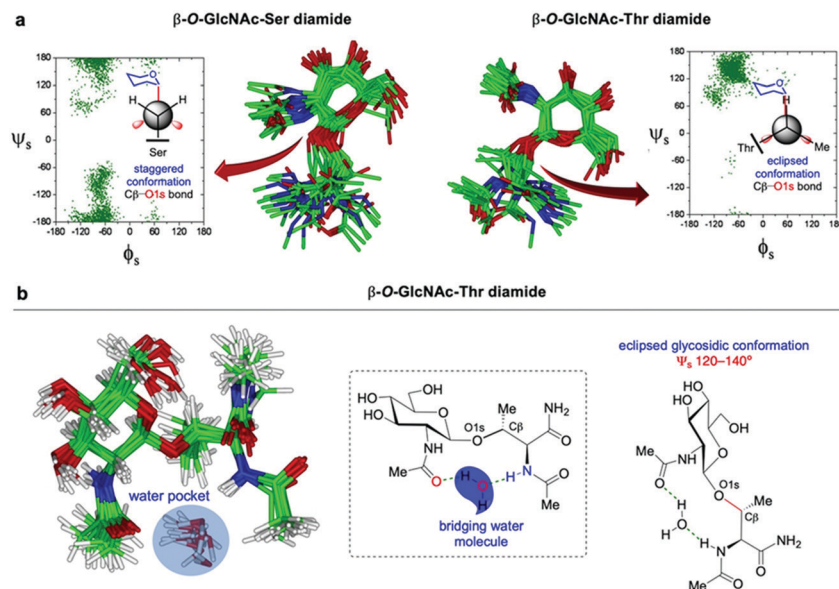 a
β-O-GlcNAc-Ser diamide
β-O-GlcNAc-Thr diamide
180
120
60
0
-60
-120
-180
Ψs
-180 -120 -60 0 60 120 180
ϕs
O
H H
Ser
staggered
conformation
Cβ–O1s bond
180
120
60
0
-60
-120
-180
Ψs
-180 -120 -60 0 60 120 180
ϕs
O
H
Thr Me
eclipsed
conformation
Cβ–O1s bond
b
β-O-GlcNAc-Thr diamide
water pocket
OH
HO
HO
O
O1s
O
Me
Cβ
NH2
O
N
H
Me
O
H
O
H
H
N
O
Me
bridging water
molecule
eclipsed glycosidic conformation
Ψs 120–140º
HO
HO
OH
O
H
N
Me
O
O1s
O
Me
Cβ
H
H O
H
N
NH2
O
O
Me